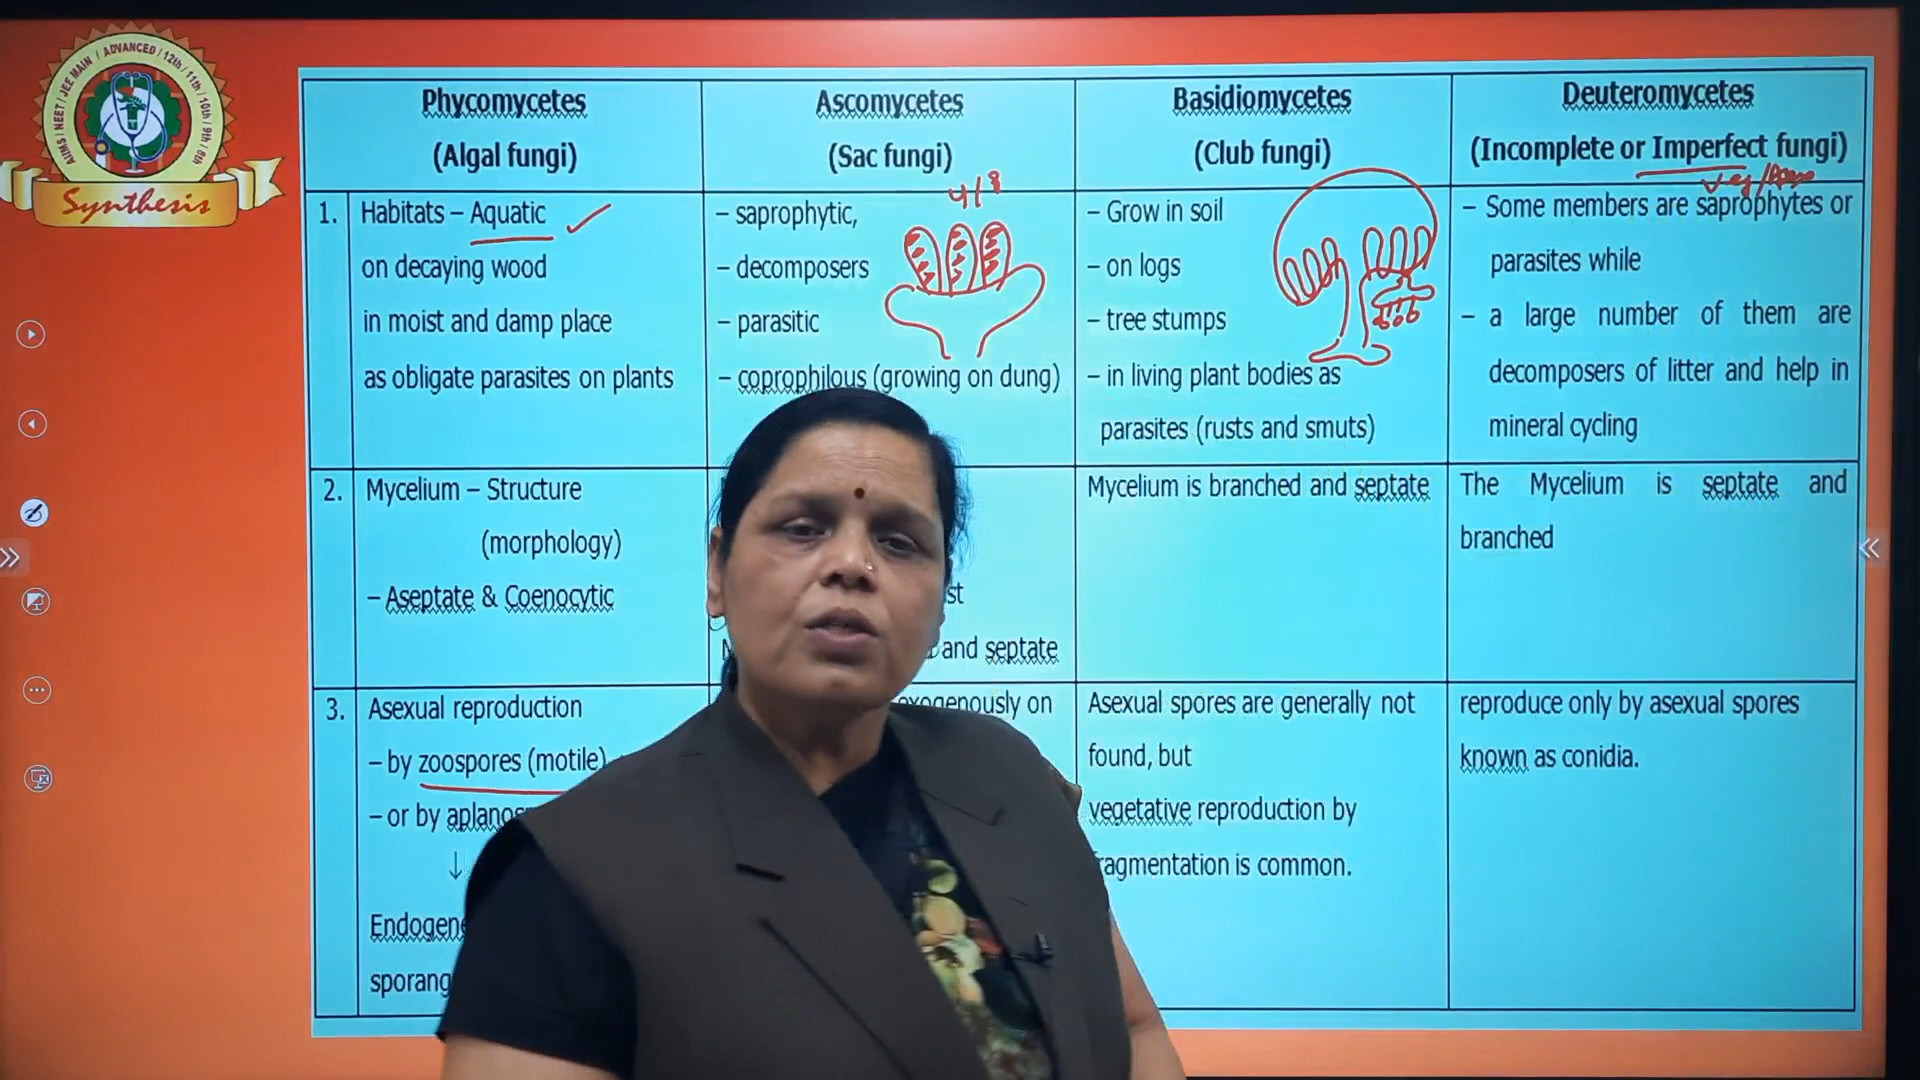 AIIMS / NEET / JEE MAIN / ADVANCED / 12th / 11th / 10th / 9th / 8th
Synthesis
Phycomycetes
(Algal fungi)
Ascomycetes
(Sac fungi)
Basidiomycetes
(Club fungi)
Deuteromycetes
(Incomplete or Imperfect fungi)
1.
Habitats – Aquatic
on decaying wood
in moist and damp place
as obligate parasites on plants
4/8
– saprophytic,
– decomposers
– parasitic
– coprophilous (growing on dung)
– Grow in soil
– on logs
– tree stumps
– in living plant bodies as
parasites (rusts and smuts)
– Some members are saprophytes or
parasites while
– a large number of them are
decomposers of litter and help in
mineral cycling
2.
Mycelium – Structure
(morphology)
– Aseptate & Coenocytic
and septate
Mycelium is branched and septate
The Mycelium is septate and
branched
3.
Asexual reproduction
– by zoospores (motile)
– or by
↓
exogenously on
Asexual spores are generally not
found, but
vegetative reproduction by
fragmentation is common.
reproduce only by asexual spores
known as conidia.